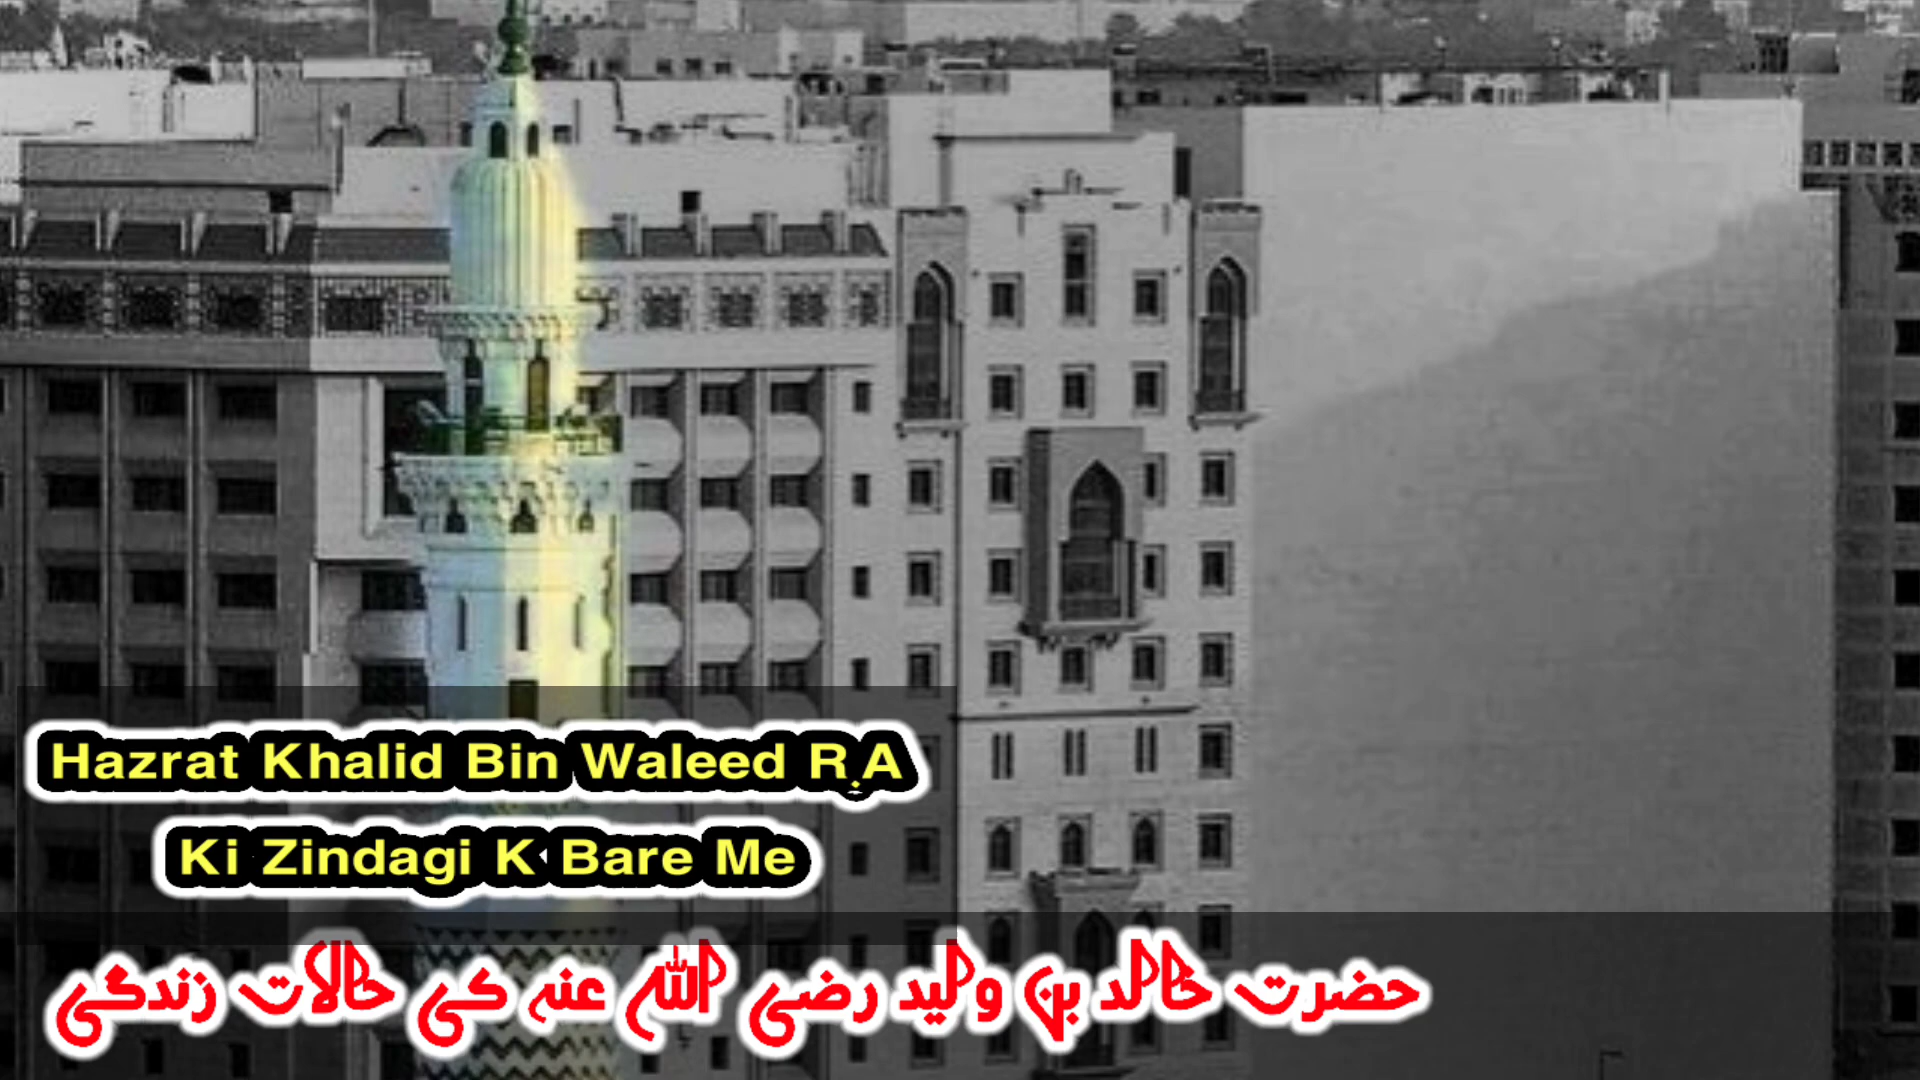 Hazrat Khalid Bin Waleed R.A
Ki Zindagi K Bare Me
حضرت خالد بن ولید رضی اللہ عنہ کی حالات زندگی